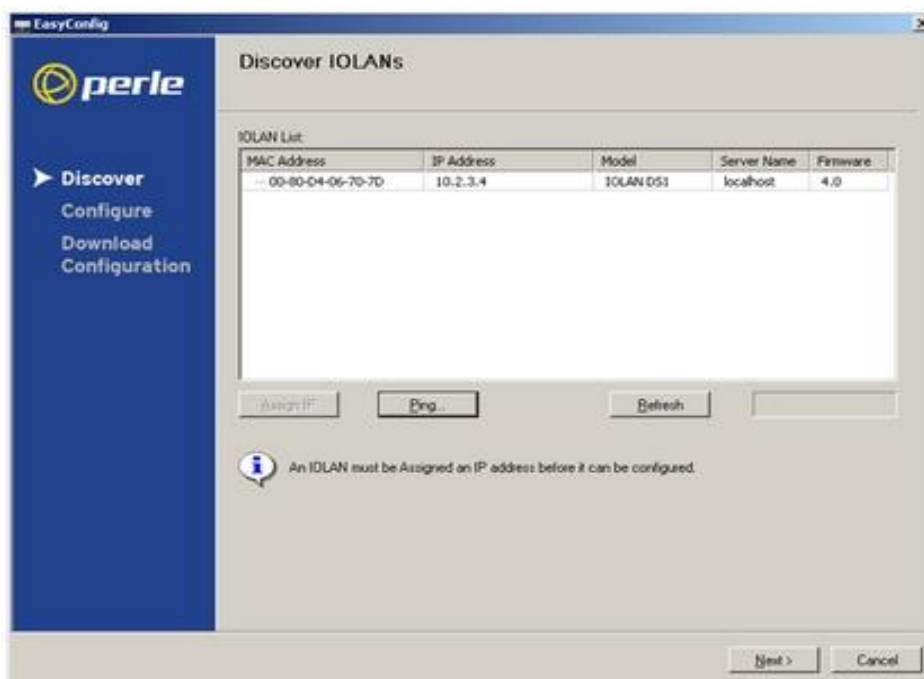 EasyConfig
perle
Discover IOLANs
Discover
Configure
Download
Configuration
IOLAN List:
MAC Address IP Address Model Server Name Firmware
00-80-D4-06-70-7D 10.2.3.4 IOLAN DS1 localhost 4.0
Assign IP Ping... Refresh
An IOLAN must be Assigned an IP address before it can be configured.
Next > Cancel